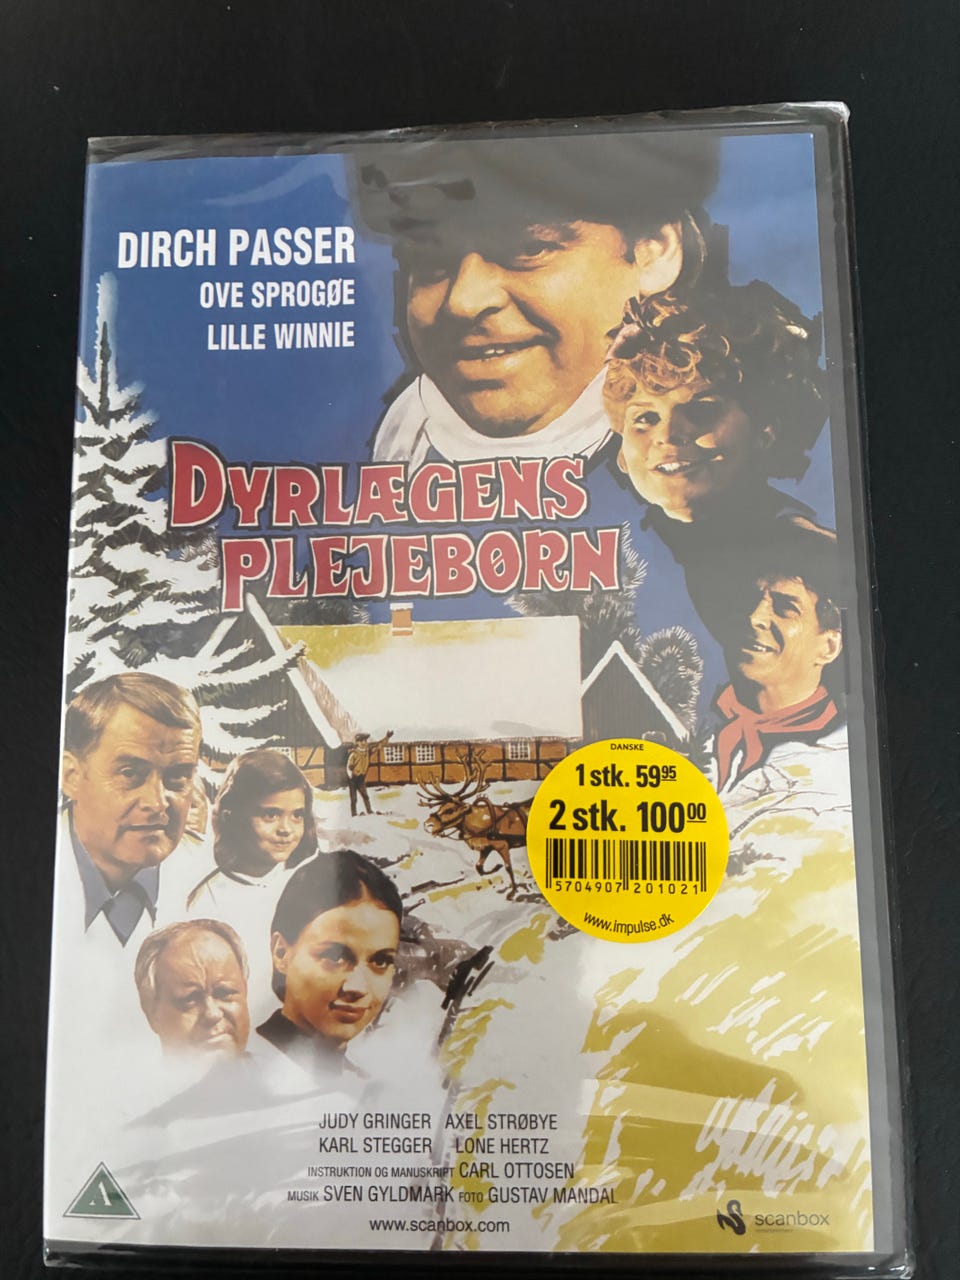 DIRCH PASSER
OVE SPROGØE
LILLE WINNIE
DYRLÆGENS
PLEJEBØRN
DANSKE
1 stk. 59 95
2 stk. 100 00
5704907 201021
www.impulse.dk
JUDY GRINGER AXEL STRØBYE
KARL STEGGER LONE HERTZ
INSTRUKTION OG MANUSKRIPT CARL OTTOSEN
MUSIK SVEN GYLDMARK FOTO GUSTAV MANDAL
www.scanbox.com
A
scanbox